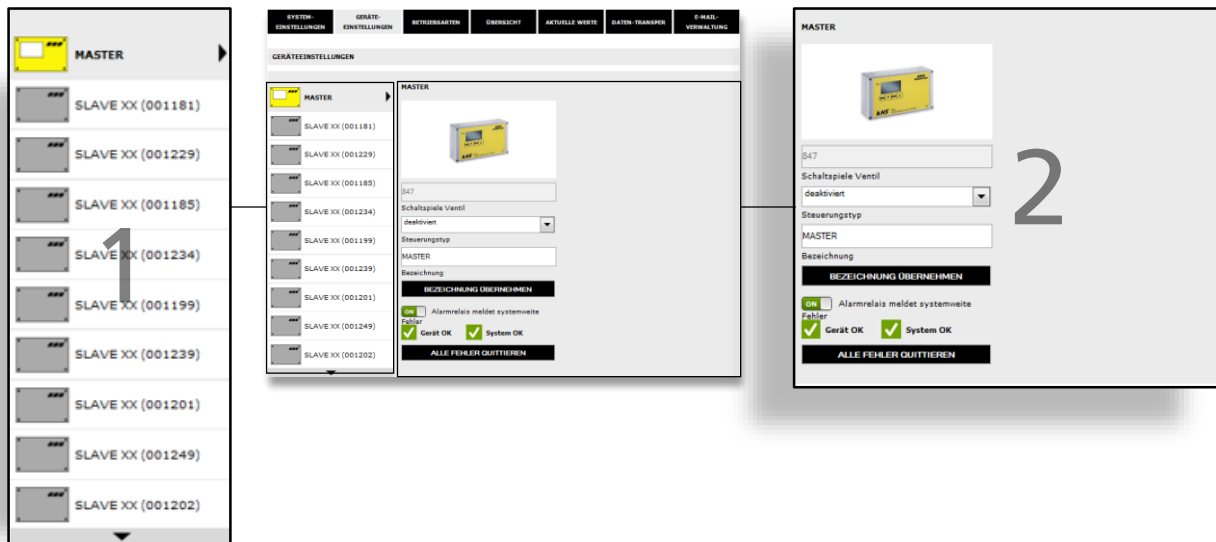 MASTER
SLAVE XX (001181)
SLAVE XX (001229)
SLAVE XX (001185)
SLAVE XX (001234)
SLAVE XX (001199)
SLAVE XX (001239)
SLAVE XX (001201)
SLAVE XX (001249)
SLAVE XX (001202)
1
SYSTEM-
EINSTELLUNGEN
GERÄTE-
EINSTELLUNGEN
BETRIEBSARTEN
ÜBERSICHT
AKTUELLE WERTE
DATEN-TRANSFER
E-MAIL-
VERWALTUNG
GERÄTEEINSTELLUNGEN
MASTER
SLAVE XX (001181)
SLAVE XX (001229)
SLAVE XX (001185)
SLAVE XX (001234)
SLAVE XX (001199)
SLAVE XX (001239)
SLAVE XX (001201)
SLAVE XX (001249)
SLAVE XX (001202)
MASTER
847
Schaltspiele Ventil
deaktiviert
Steuerungstyp
MASTER
Bezeichnung
BEZEICHNUNG ÜBERNEHMEN
ON Alarmrelais meldet systemweite
Fehler
Gerät OK System OK
ALLE FEHLER QUITTIEREN
MASTER
847
Schaltspiele Ventil
deaktiviert
Steuerungstyp
MASTER
Bezeichnung
BEZEICHNUNG ÜBERNEHMEN
ON Alarmrelais meldet systemweite
Fehler
Gerät OK System OK
ALLE FEHLER QUITTIEREN
2